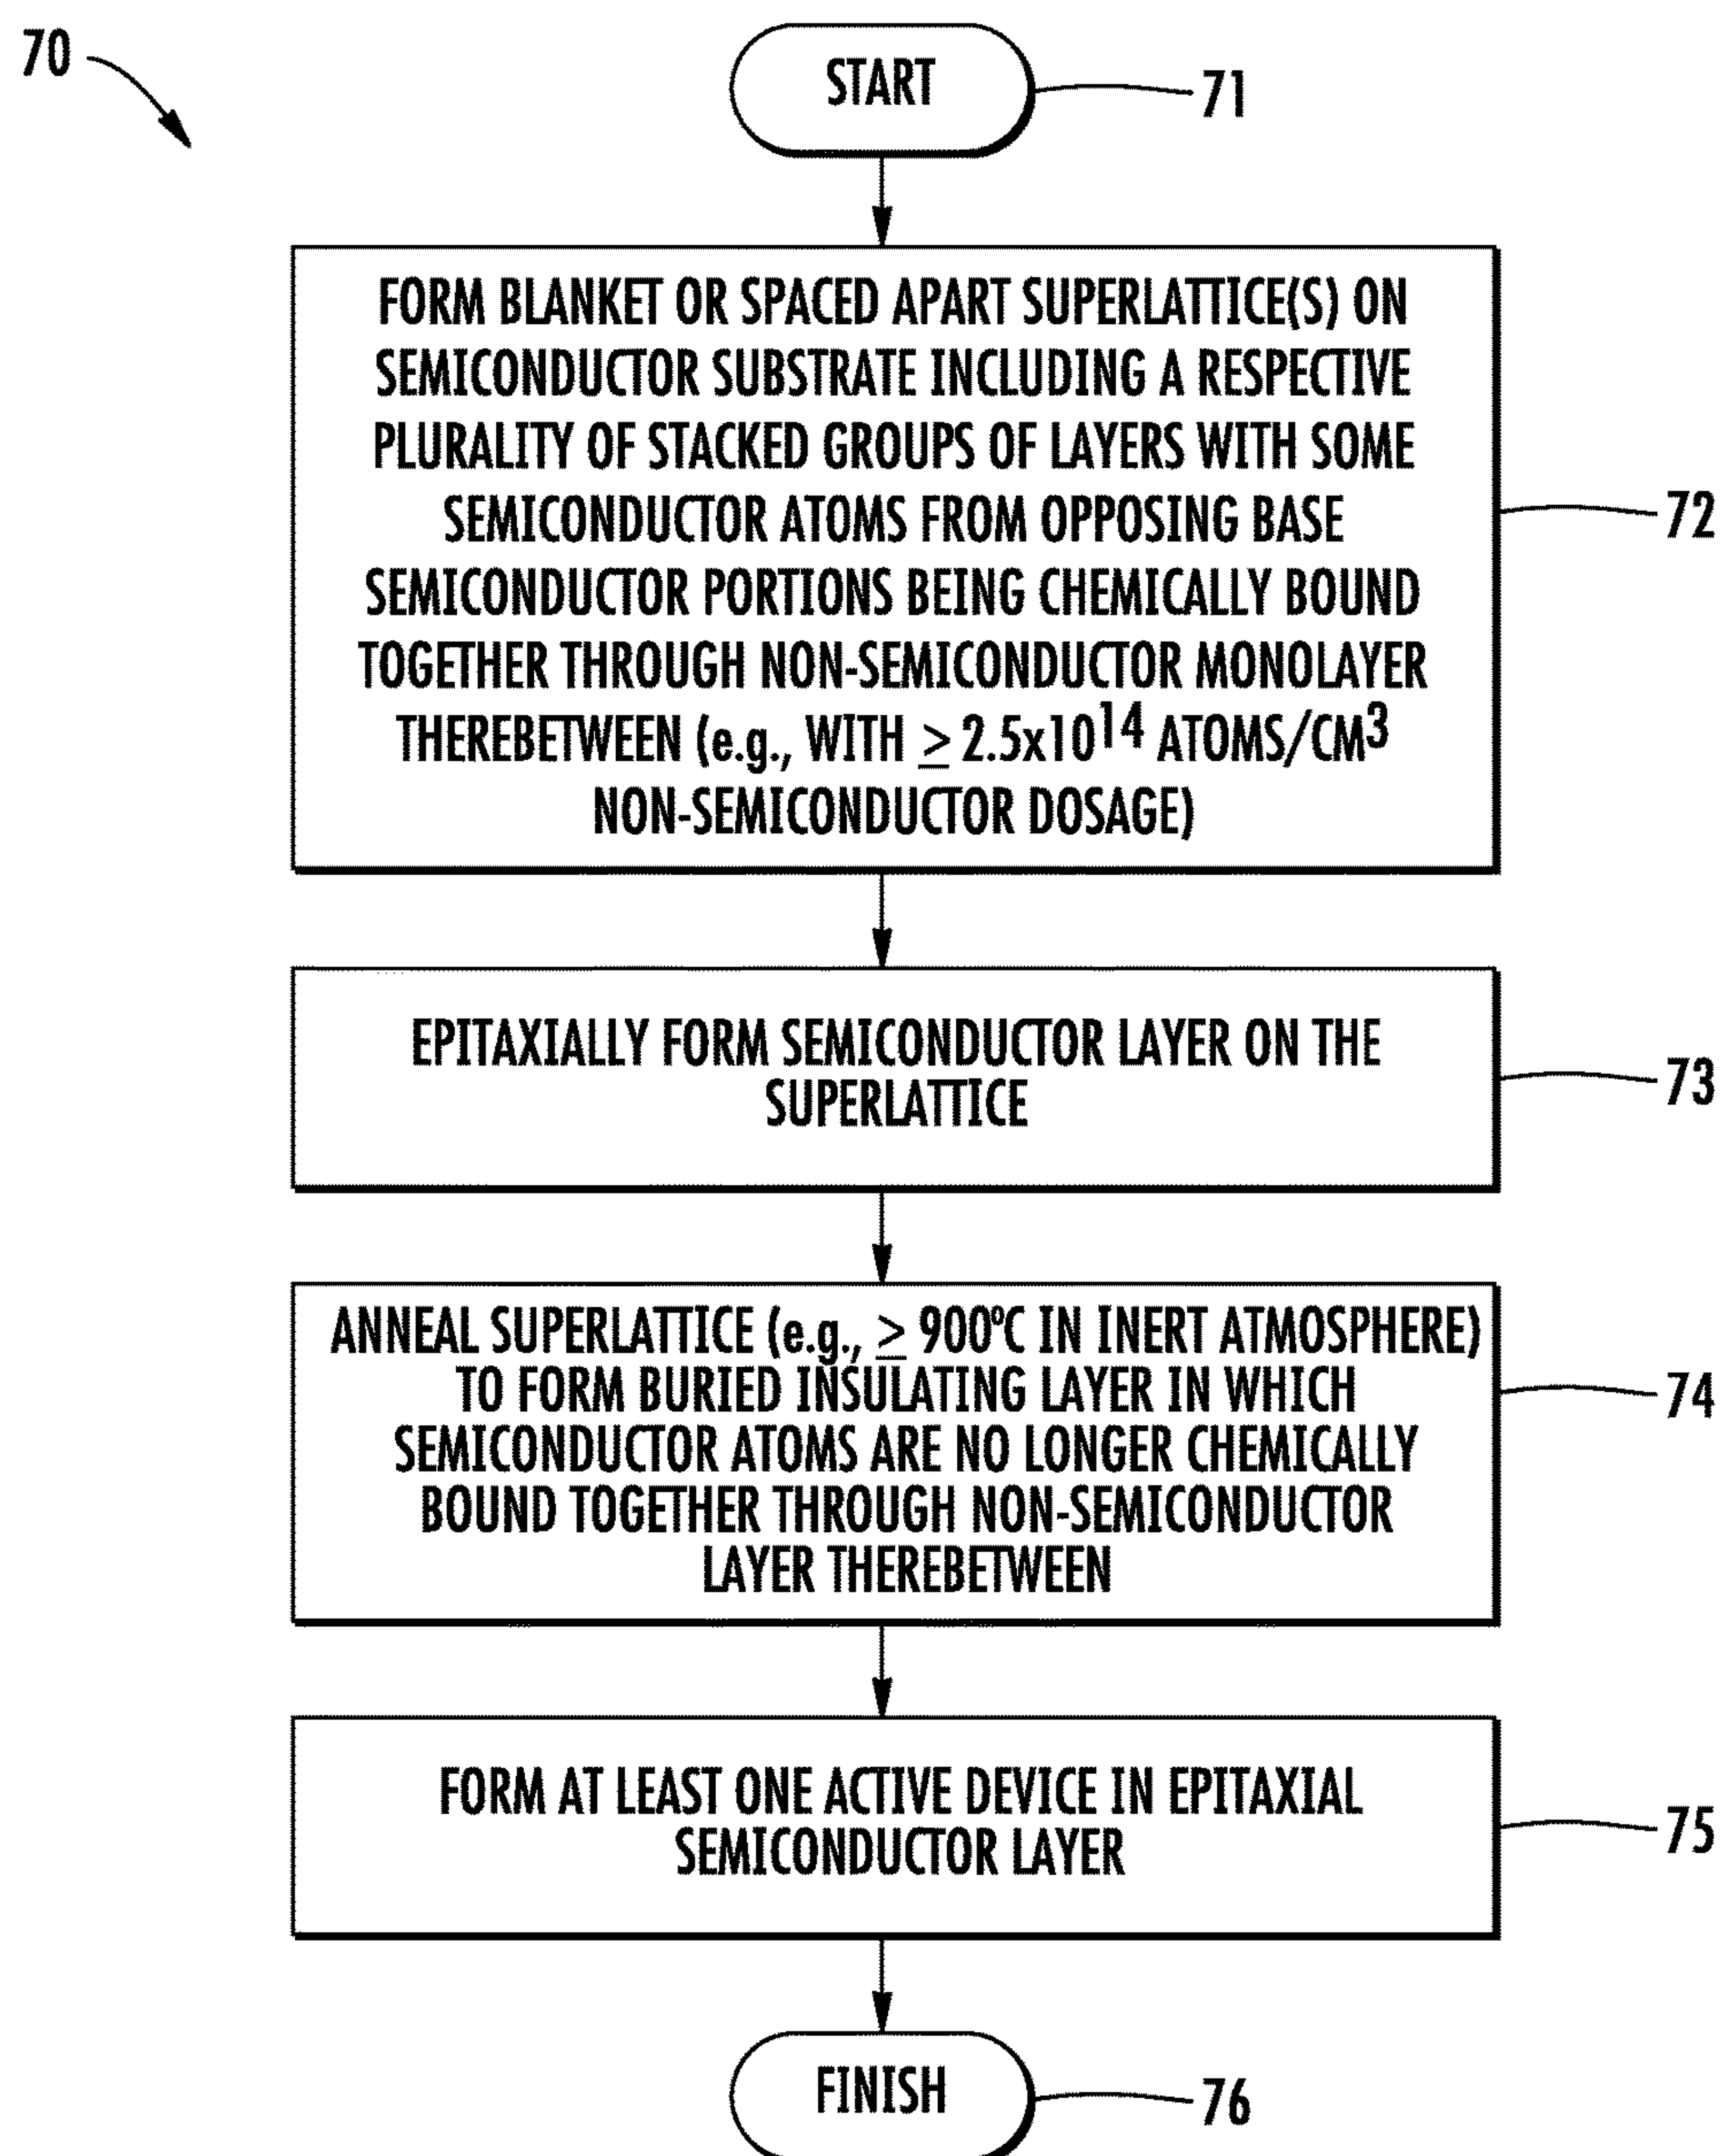 70
START
71
FORM BLANKET OR SPACED APART SUPERLATTICE(S) ON
SEMICONDUCTOR SUBSTRATE INCLUDING A RESPECTIVE
PLURALITY OF STACKED GROUPS OF LAYERS WITH SOME
SEMICONDUCTOR ATOMS FROM OPPOSING BASE
SEMICONDUCTOR PORTIONS BEING CHEMICALLY BOUND
TOGETHER THROUGH NON-SEMICONDUCTOR MONOLAYER
THEREBETWEEN (e.g., WITH ≥ 2.5x10¹⁴ ATOMS/CM³
NON-SEMICONDUCTOR DOSAGE)
72
EPITAXIALLY FORM SEMICONDUCTOR LAYER ON THE
SUPERLATTICE
73
ANNEAL SUPERLATTICE (e.g., ≥ 900°C IN INERT ATMOSPHERE)
TO FORM BURIED INSULATING LAYER IN WHICH
SEMICONDUCTOR ATOMS ARE NO LONGER CHEMICALLY
BOUND TOGETHER THROUGH NON-SEMICONDUCTOR
LAYER THEREBETWEEN
74
FORM AT LEAST ONE ACTIVE DEVICE IN EPITAXIAL
SEMICONDUCTOR LAYER
75
FINISH
76